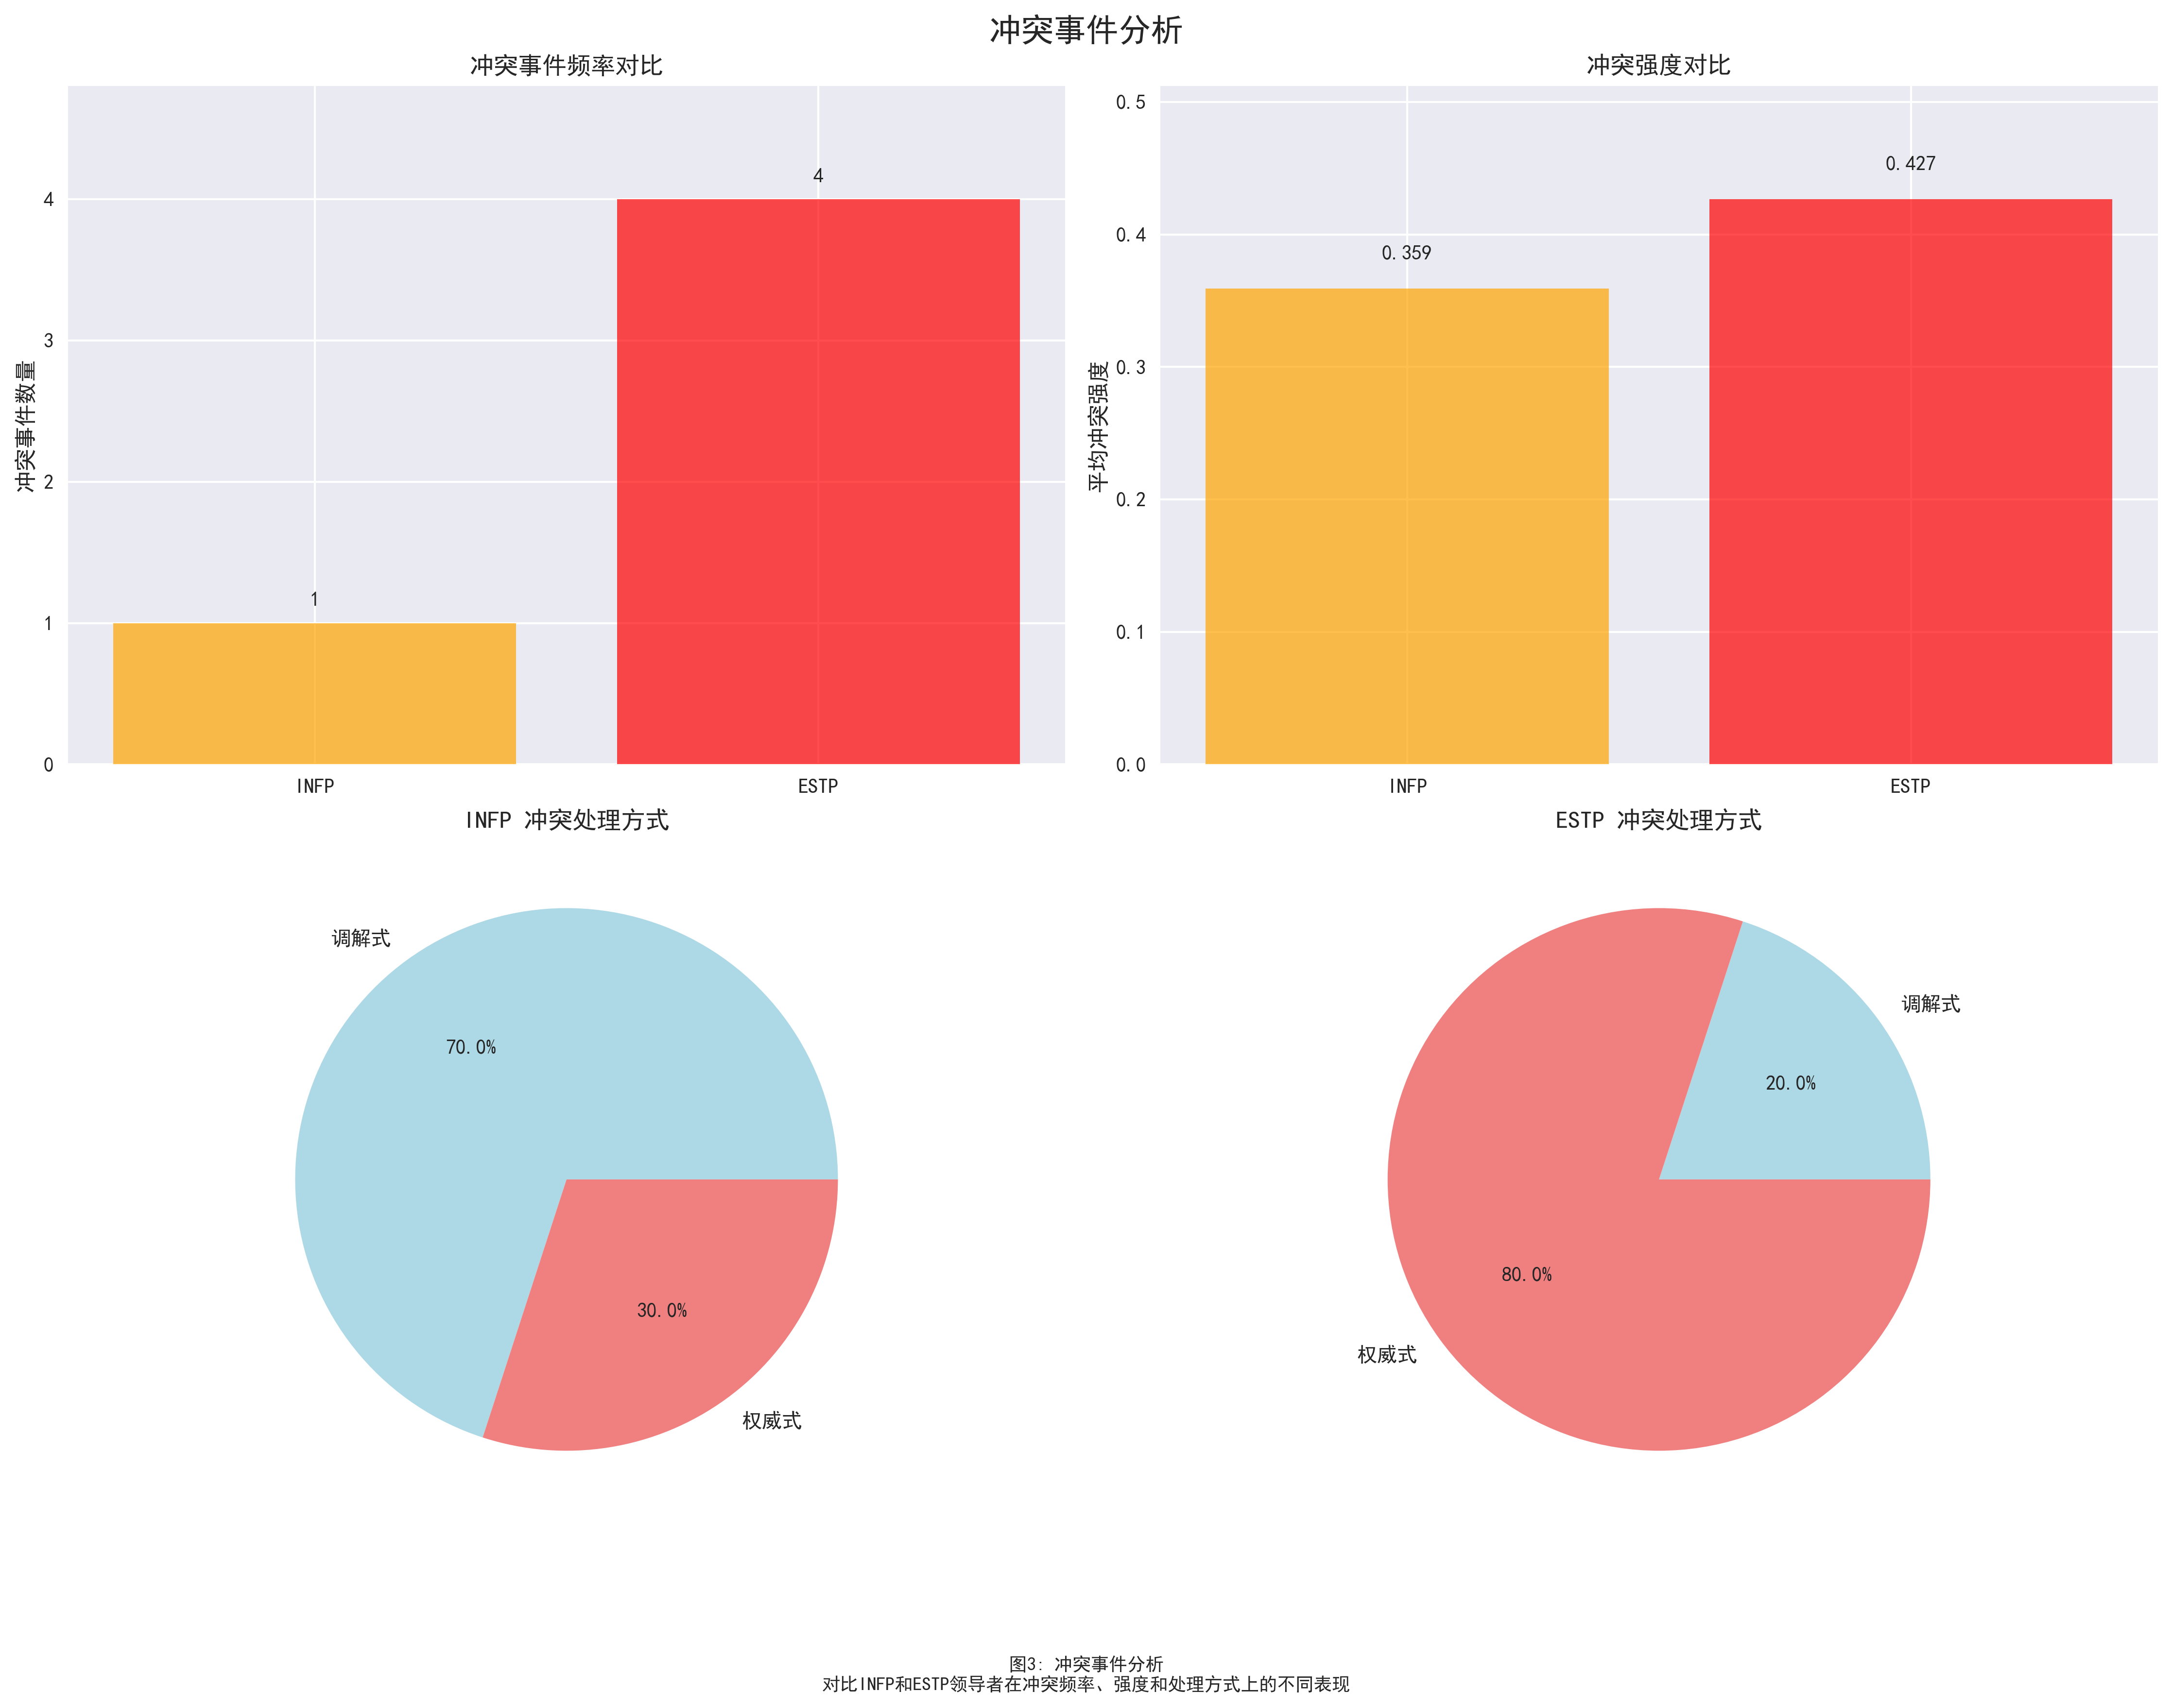 冲突事件分析
冲突事件频率对比
冲突事件数量
4
3
2
1
0
1
4
INFP
ESTP
冲突强度对比
平均冲突强度
0.5
0.4
0.3
0.2
0.1
0.0
0.359
0.427
INFP
ESTP
INFP 冲突处理方式
调解式
70.0%
30.0%
权威式
ESTP 冲突处理方式
调解式
20.0%
80.0%
权威式
图3: 冲突事件分析
对比INFP和ESTP领导者在冲突频率、强度和处理方式上的不同表现